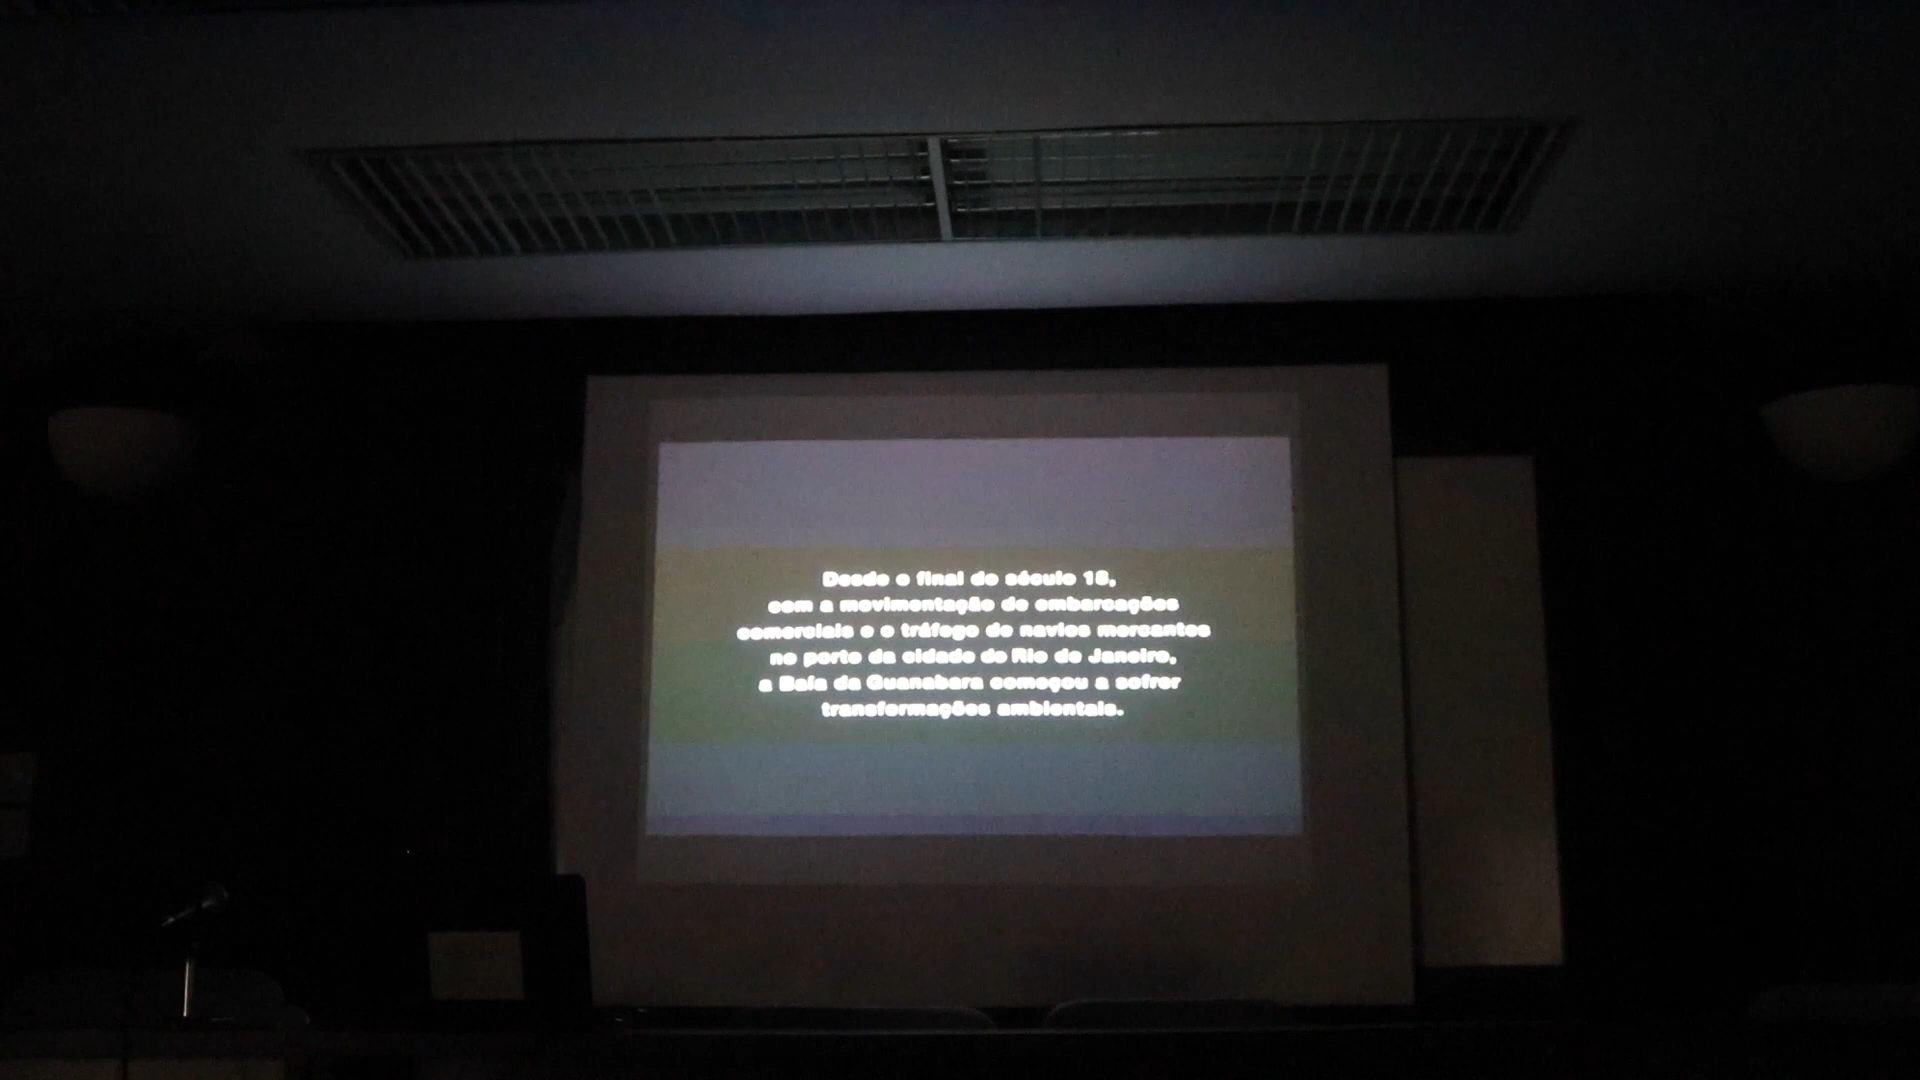 Desde o final do século 18,
com a movimentação de embarcações
comerciais e o tráfego de navios mercantes
no porto da cidade do Rio de Janeiro,
a Baía da Guanabara começou a sofrer
transformações ambientais.